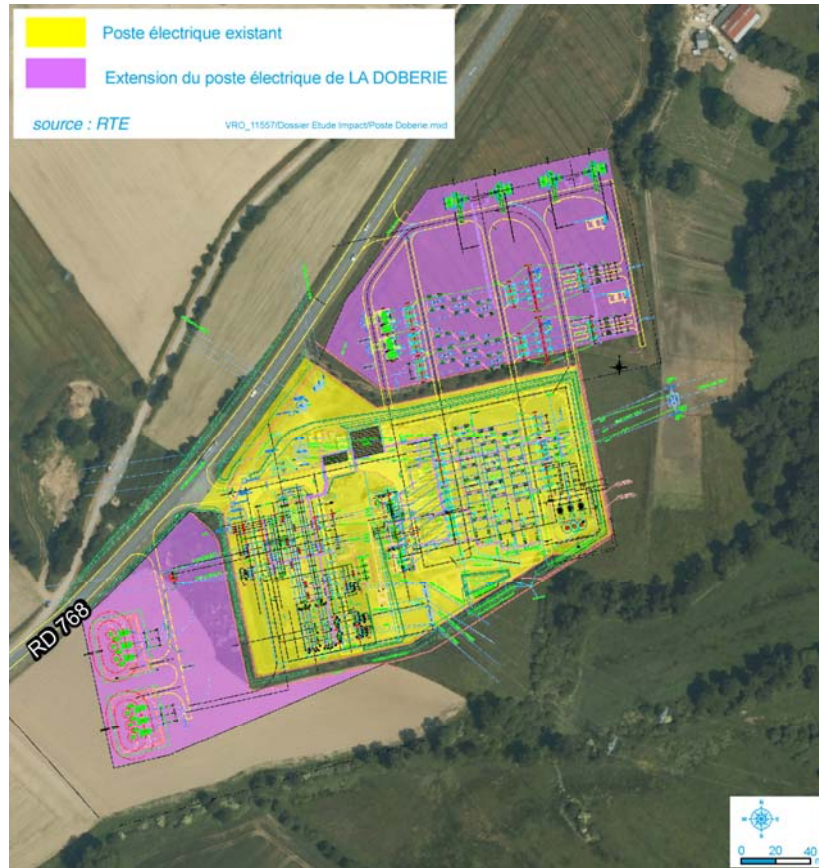 Poste électrique existant
Extension du poste électrique de LA DOBERIE
source : RTE
VRO_11557/Dossier Etude Impact/Poste Doberie.mxd
RD 768
0 20 40